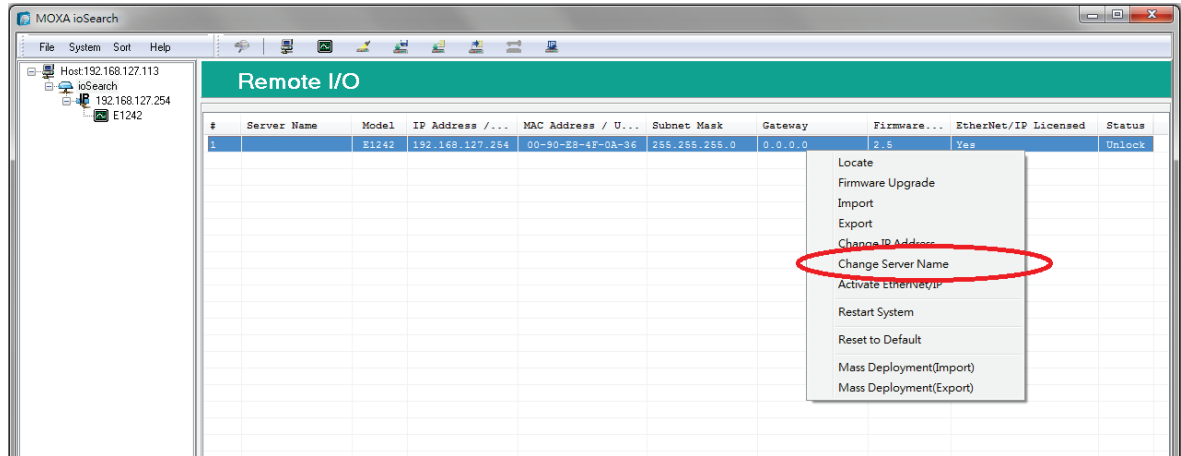 MOXA ioSearch
File System Sort Help
Host:192.168.127.113
ioSearch
192.168.127.254
E1242
Remote I/O
# Server Name Model IP Address /... MAC Address / U... Subnet Mask Gateway Firmware... EtherNet/IP Licensed Status
1 E1242 192.168.127.254 00-90-E8-4F-0A-36 255.255.255.0 0.0.0.0 2.5 Yes Unlock
Locate
Firmware Upgrade
Import
Export
Change IP Address
Change Server Name
Activate EtherNet/IP
Restart System
Reset to Default
Mass Deployment(Import)
Mass Deployment(Export)